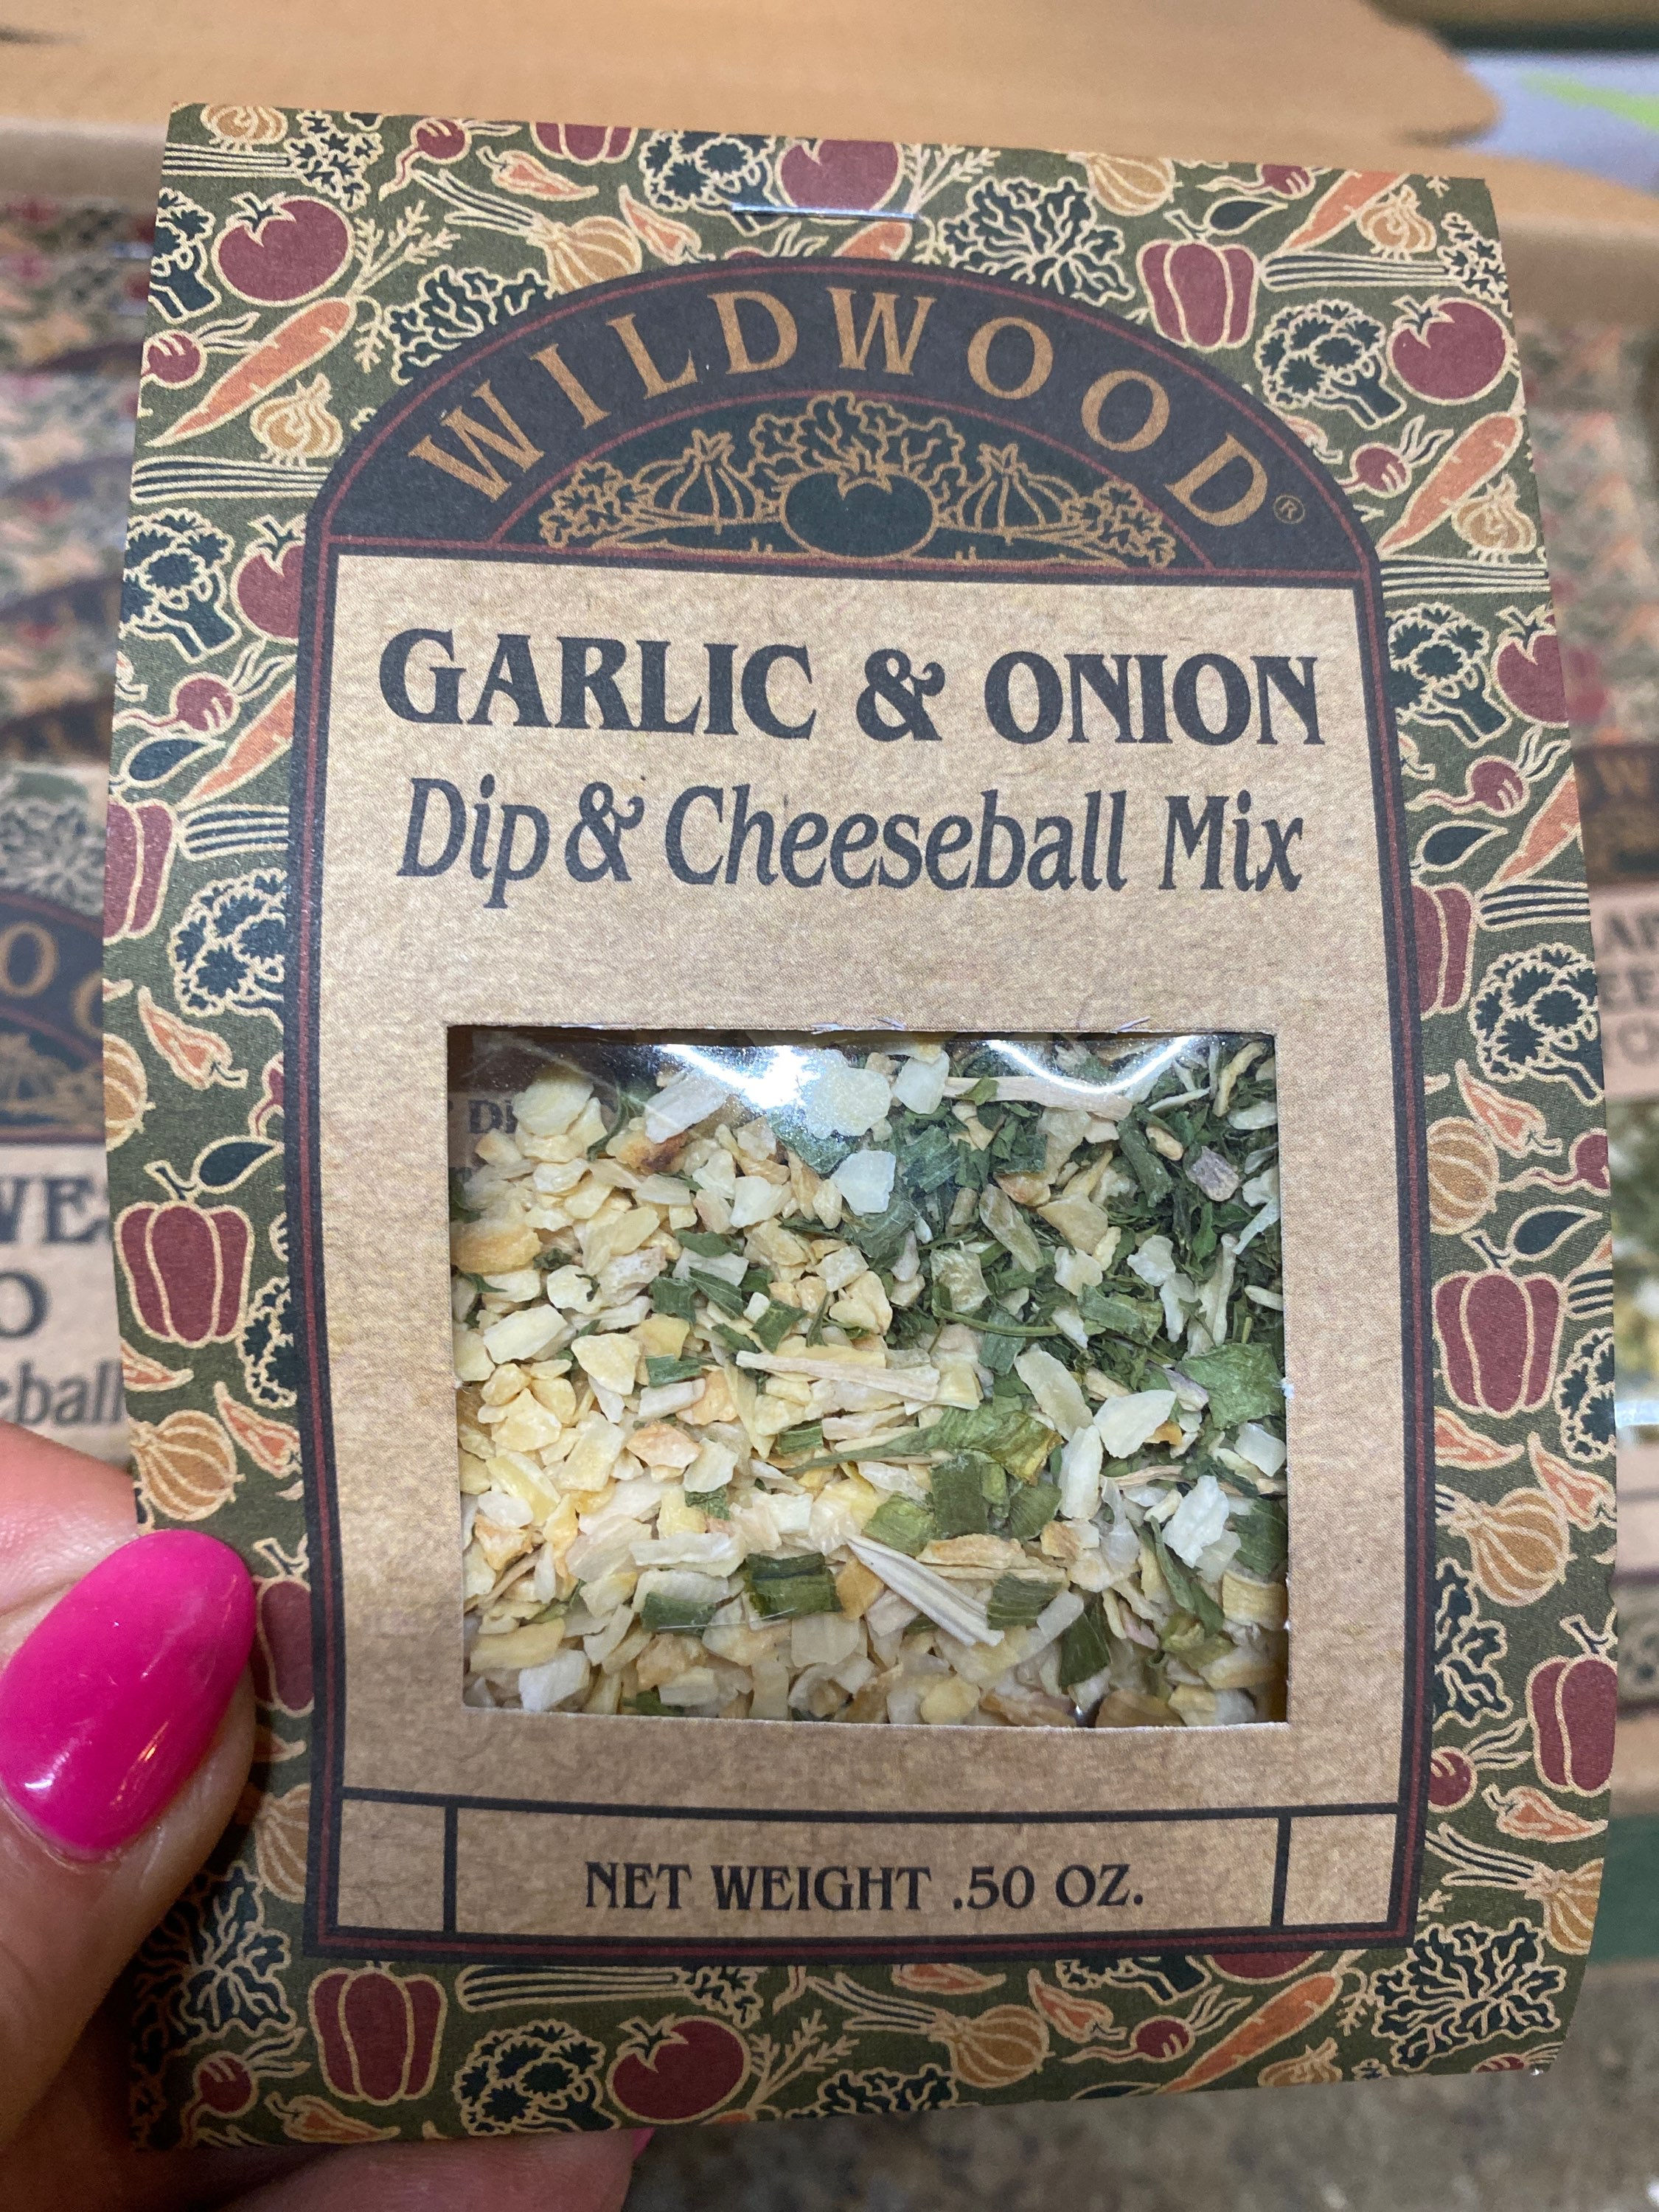 WILDWOOD®
GARLIC & ONION
Dip & Cheeseball Mix
NET WEIGHT .50 OZ.